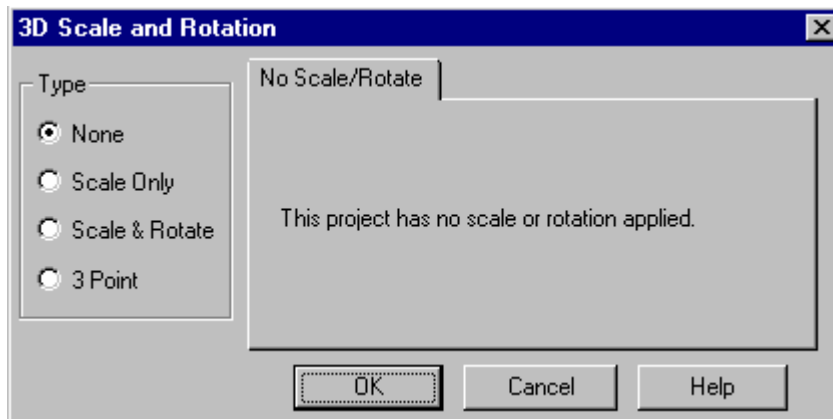 3D Scale and Rotation
Type
None
Scale Only
Scale & Rotate
3 Point
No Scale/Rotate
This project has no scale or rotation applied.
OK
Cancel
Help